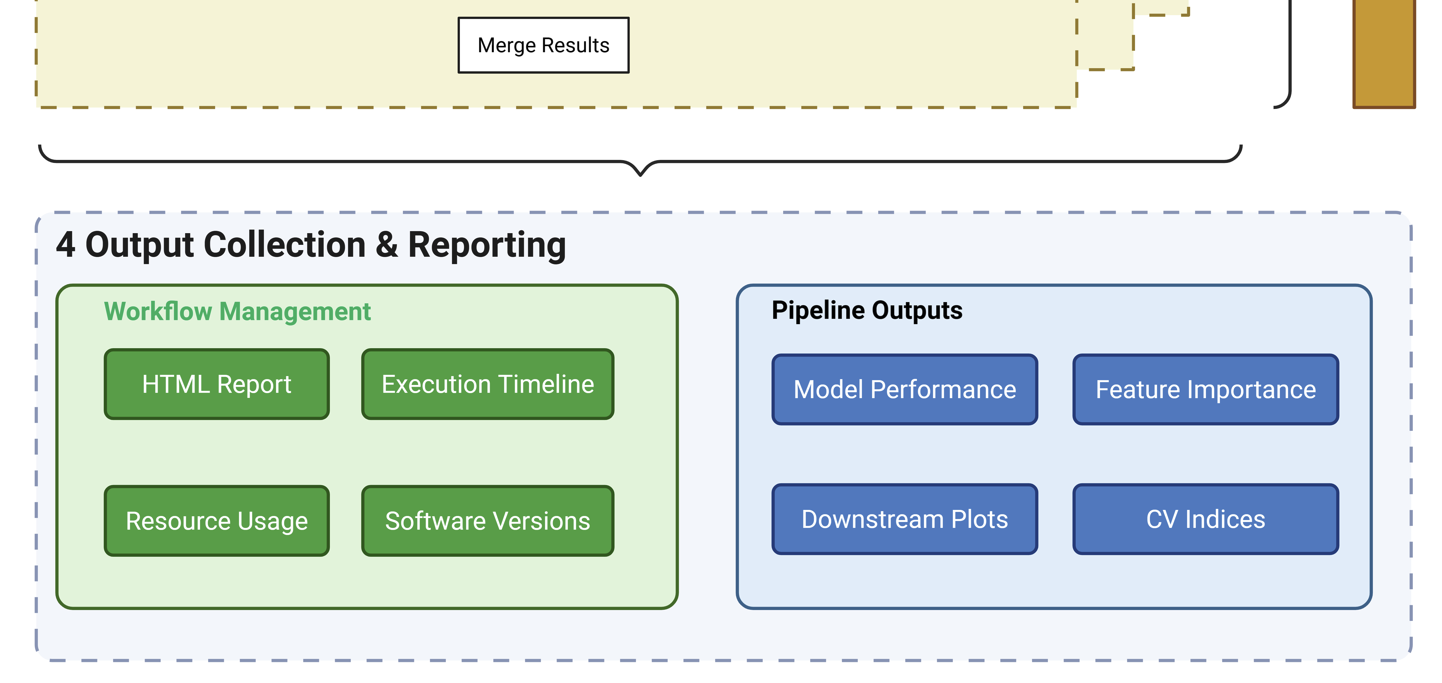 Merge Results
4 Output Collection & Reporting
Workflow Management
HTML Report
Execution Timeline
Resource Usage
Software Versions
Pipeline Outputs
Model Performance
Feature Importance
Downstream Plots
CV Indices